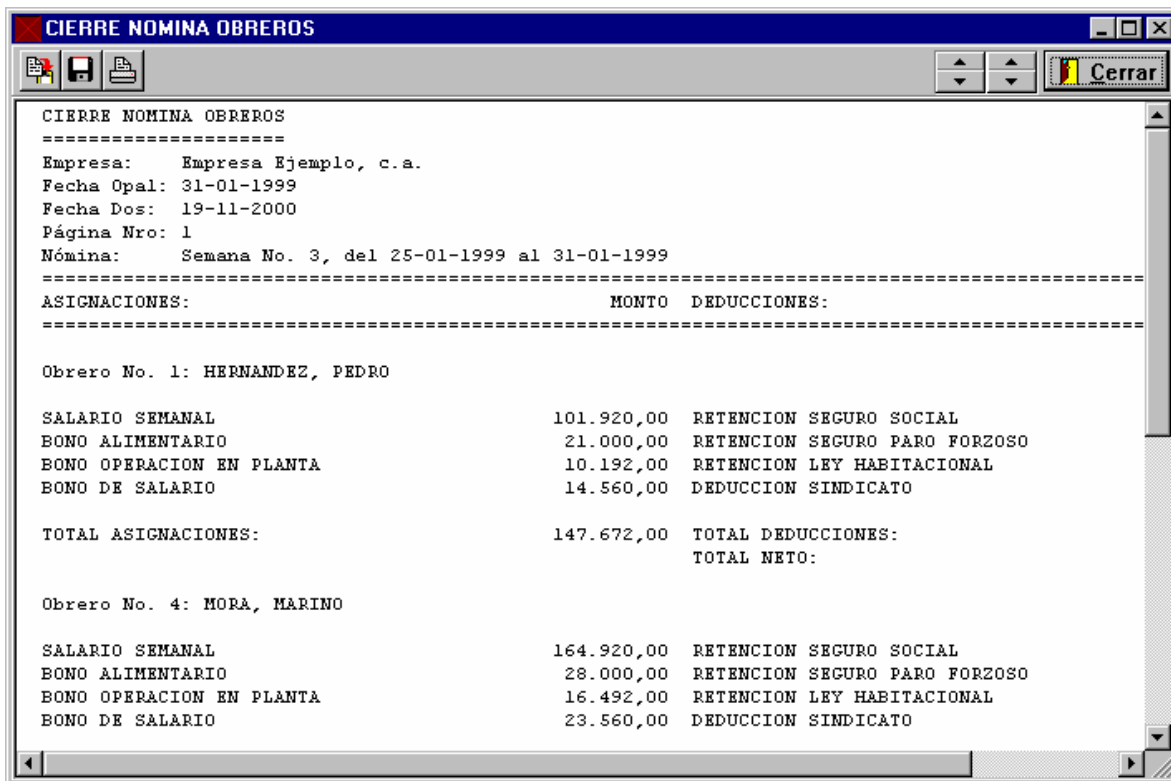 CIERRE NOMINA OBREROS
Cerrar
CIERRE NOMINA OBREROS
=====================
Empresa: Empresa Ejemplo, c.a.
Fecha Opal: 31-01-1999
Fecha Dos: 19-11-2000
Página Nro: 1
Nómina: Semana No. 3, del 25-01-1999 al 31-01-1999
===============================================================================================
ASIGNACIONES: MONTO DEDUCCIONES:
===============================================================================================
Obrero No. 1: HERNANDEZ, PEDRO
SALARIO SEMANAL 101.920,00 RETENCION SEGURO SOCIAL
BONO ALIMENTARIO 21.000,00 RETENCION SEGURO PARO FORZOSO
BONO OPERACION EN PLANTA 10.192,00 RETENCION LEY HABITACIONAL
BONO DE SALARIO 14.560,00 DEDUCCION SINDICATO
TOTAL ASIGNACIONES: 147.672,00 TOTAL DEDUCCIONES:
TOTAL NETO:
Obrero No. 4: MORA, MARINO
SALARIO SEMANAL 164.920,00 RETENCION SEGURO SOCIAL
BONO ALIMENTARIO 28.000,00 RETENCION SEGURO PARO FORZOSO
BONO OPERACION EN PLANTA 16.492,00 RETENCION LEY HABITACIONAL
BONO DE SALARIO 23.560,00 DEDUCCION SINDICATO